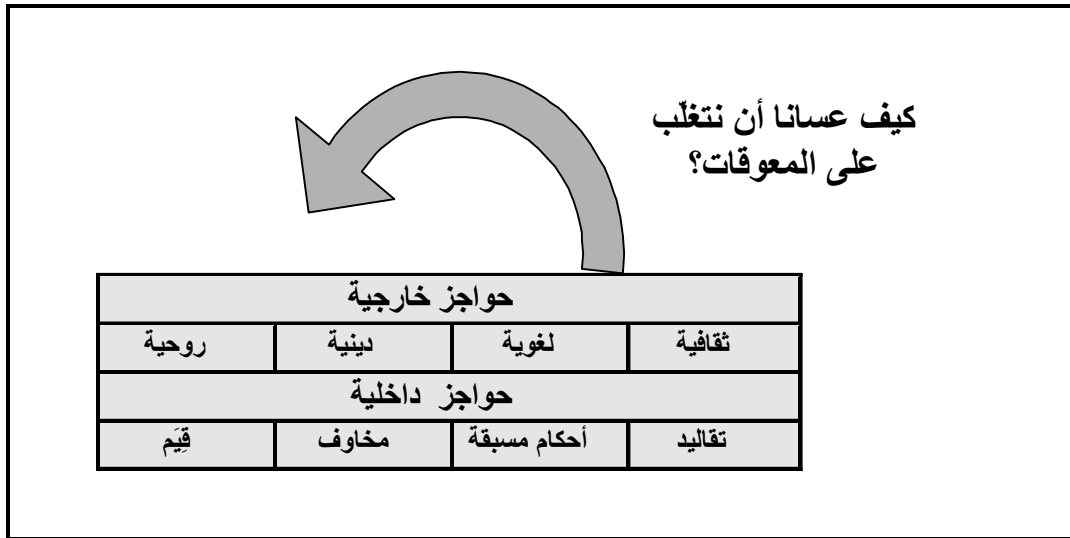 كيف عسانا أن نتغلّب
على المعوقات؟
حواجز خارجية
ثقافية لغوية دينية روحية
حواجز داخلية
تقاليد أحكام مسبقة مخاوف قِيَم